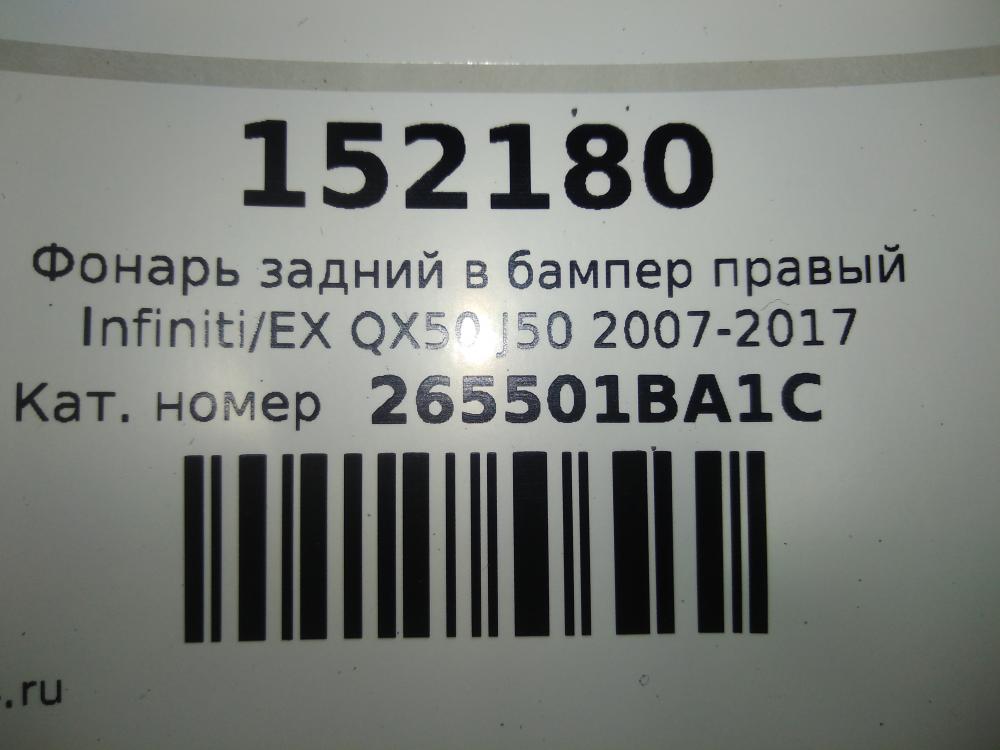 152180
Фонарь задний в бампер правый
Infiniti/EX QX50 J50 2007-2017
Кат. номер 265501BA1C
.ru